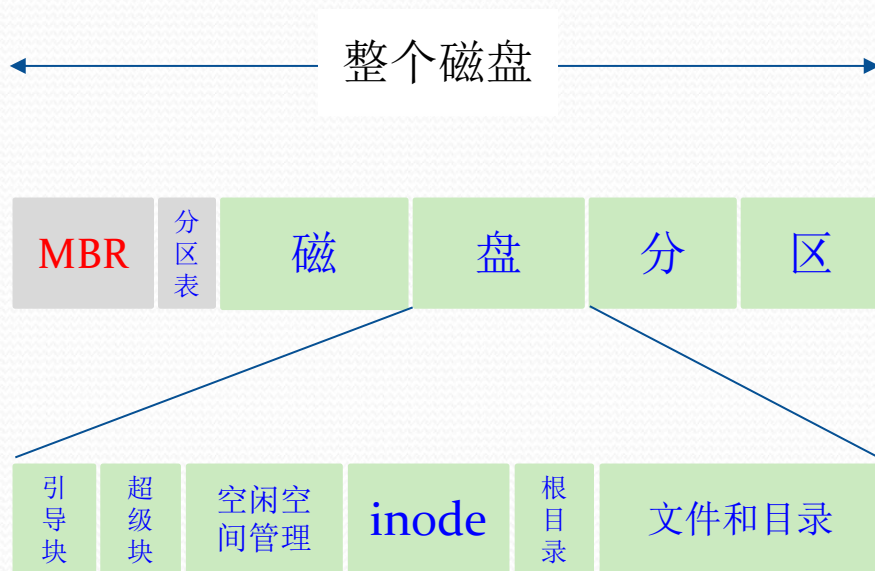 整个磁盘
MBR
分
区
表
磁
盘
分
区
引
导
块
超
级
块
空闲空
间管理
inode
根
目
录
文件和目录